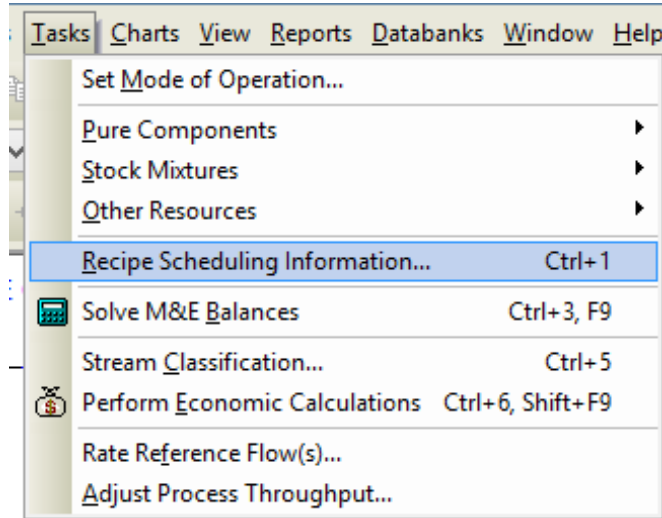 Tasks Charts View Reports Databanks Window Help
Set Mode of Operation...
Pure Components
Stock Mixtures
Other Resources
Recipe Scheduling Information... Ctrl+1
Solve M&E Balances Ctrl+3, F9
Stream Classification... Ctrl+5
Perform Economic Calculations Ctrl+6, Shift+F9
Rate Reference Flow(s)...
Adjust Process Throughput...